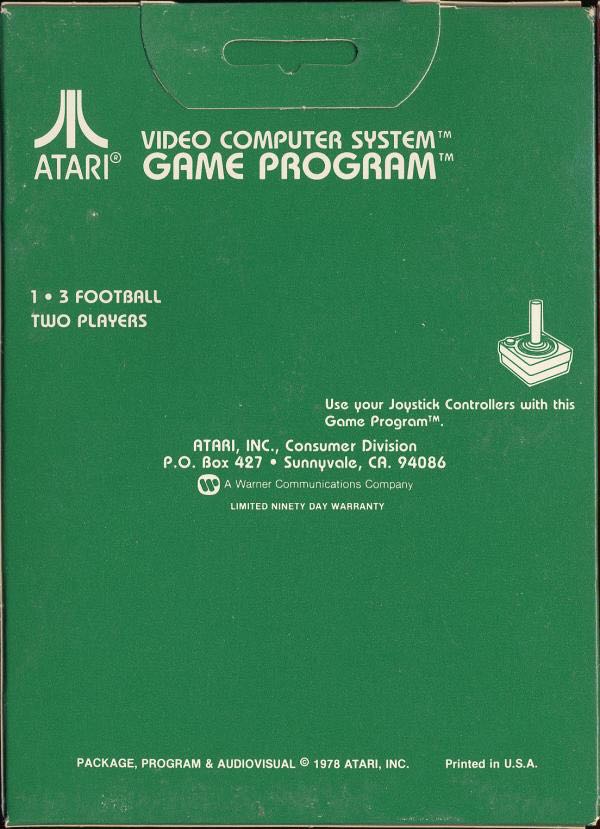 VIDEO COMPUTER SYSTEM™
ATARI® GAME PROGRAM™
1 • 3 FOOTBALL
TWO PLAYERS
Use your Joystick Controllers with this
Game Program™.
ATARI, INC., Consumer Division
P.O. Box 427 • Sunnyvale, CA. 94086
A Warner Communications Company
LIMITED NINETY DAY WARRANTY
PACKAGE, PROGRAM & AUDIOVISUAL © 1978 ATARI, INC. Printed in U.S.A.